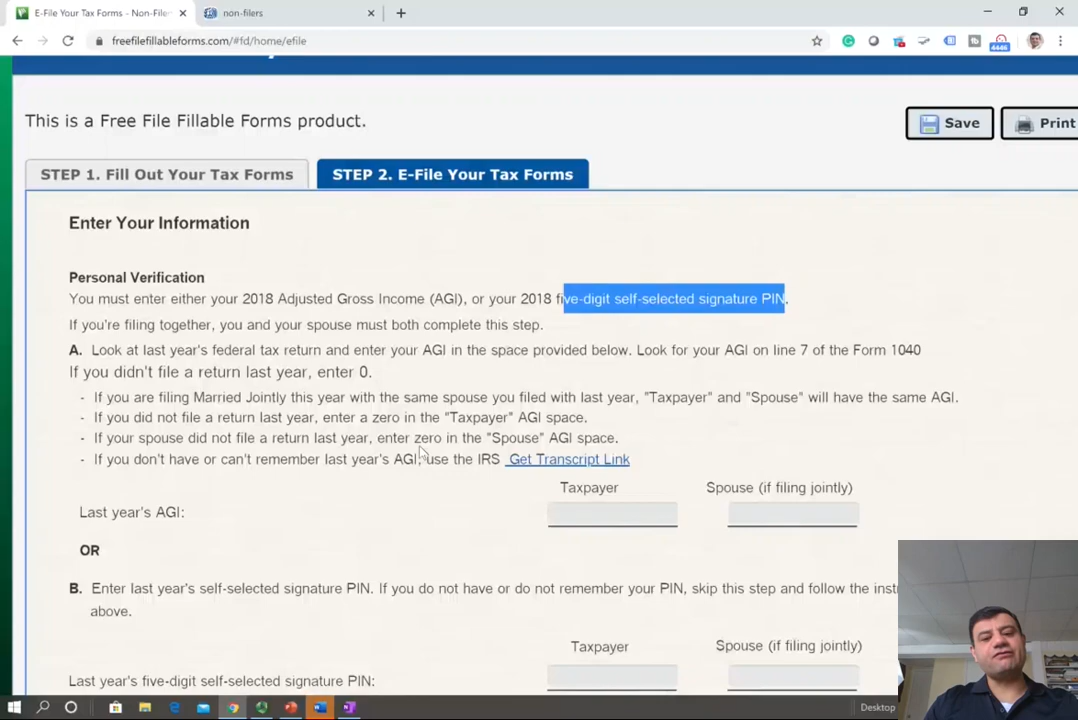 E-File Your Tax Forms - Non-Filer
non-filers
freefilefillableforms.com/#fd/home/efile
4446
This is a Free File Fillable Forms product.
Save
Print
STEP 1. Fill Out Your Tax Forms
STEP 2. E-File Your Tax Forms
Enter Your Information
Personal Verification
You must enter either your 2018 Adjusted Gross Income (AGI), or your 2018 five-digit self-selected signature PIN.
If you're filing together, you and your spouse must both complete this step.
A. Look at last year's federal tax return and enter your AGI in the space provided below. Look for your AGI on line 7 of the Form 1040
If you didn't file a return last year, enter 0.
- If you are filing Married Jointly this year with the same spouse you filed with last year, "Taxpayer" and "Spouse" will have the same AGI.
- If you did not file a return last year, enter a zero in the "Taxpayer" AGI space.
- If your spouse did not file a return last year, enter zero in the "Spouse" AGI space.
- If you don't have or can't remember last year's AGI, use the IRS Get Transcript Link
Taxpayer
Spouse (if filing jointly)
Last year's AGI:
OR
B. Enter last year's self-selected signature PIN. If you do not have or do not remember your PIN, skip this step and follow the
above.
Taxpayer
Spouse (if filing jointly)
Last year's five-digit self-selected signature PIN:
Desktop